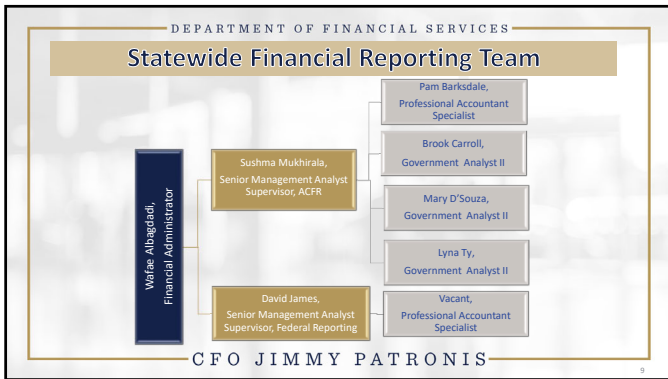 DEPARTMENT OF FINANCIAL SERVICES
Statewide Financial Reporting Team
Wafae Albagdadi,
Financial Administrator
Sushma Mukhirala,
Senior Management Analyst
Supervisor, ACFR
Pam Barksdale,
Professional Accountant
Specialist
Brook Carroll,
Government Analyst II
Mary D'Souza,
Government Analyst II
Lyna Ty,
Government Analyst II
David James,
Senior Management Analyst
Supervisor, Federal Reporting
Vacant,
Professional Accountant
Specialist
CFO JIMMY PATRONIS
9